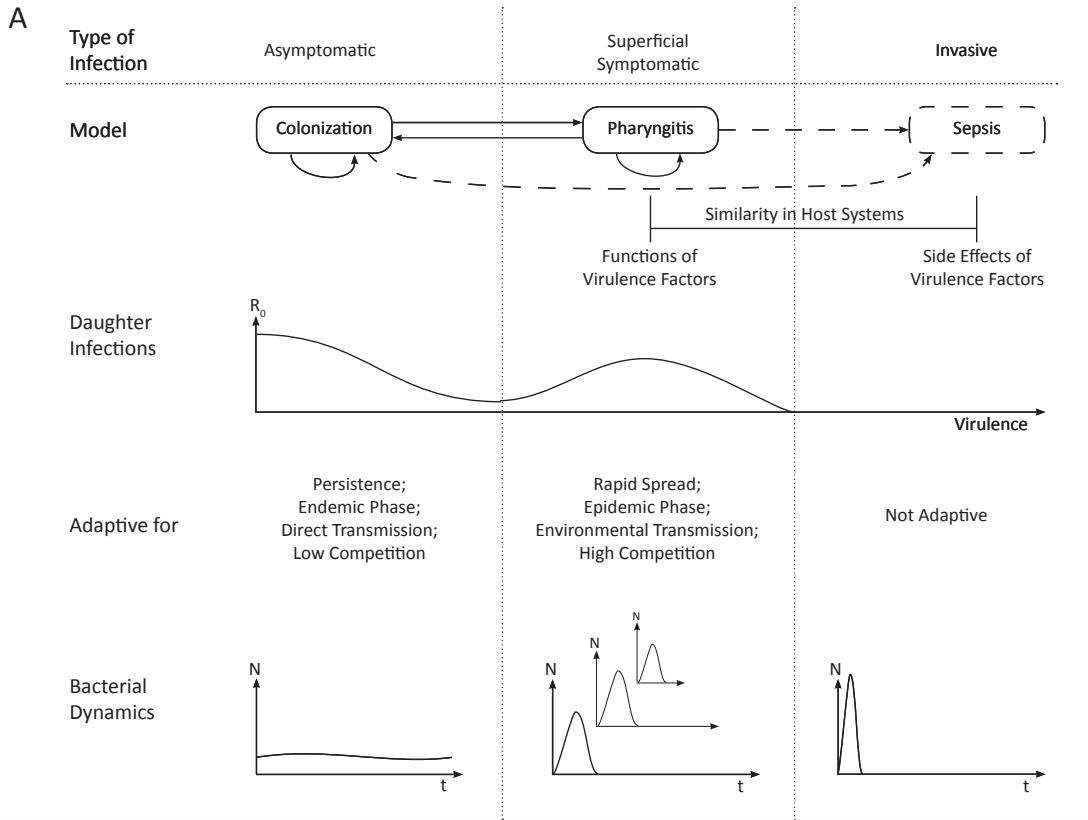 A
Type of
Infection
Asymptomatic
Superficial
Symptomatic
Invasive
Model
Colonization
Pharyngitis
Sepsis
Similarity in Host Systems
Functions of
Virulence Factors
Side Effects of
Virulence Factors
Daughter
Infections
R0
Virulence
Adaptive for
Persistence;
Endemic Phase;
Direct Transmission;
Low Competition
Rapid Spread;
Epidemic Phase;
Environmental Transmission;
High Competition
Not Adaptive
Bacterial
Dynamics
N
t
N
N
N
t
N
t